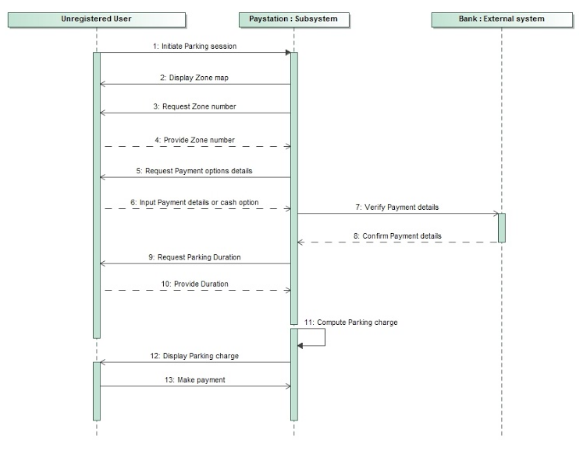 Unregistered User
Paystation : Subsystem
Bank : External system
1: Initiate Parking session
2: Display Zone map
3: Request Zone number
4: Provide Zone number
5: Request Payment options details
6: Input Payment details or cash option
7: Verify Payment details
8: Confirm Payment details
9: Request Parking Duration
10: Provide Duration
11: Compute Parking charge
12: Display Parking charge
13: Make payment